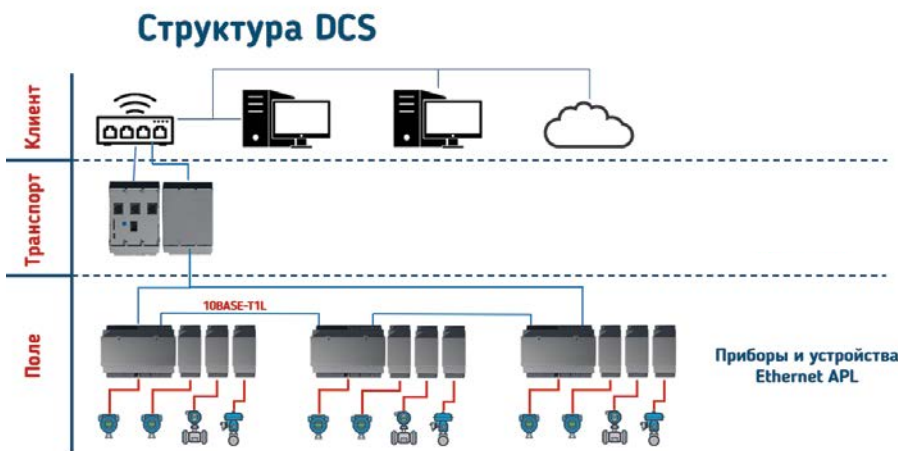 Структура DCS
Клиент
Транспорт
Поле
10BASE-T1L
Приборы и устройства
Ethernet APL